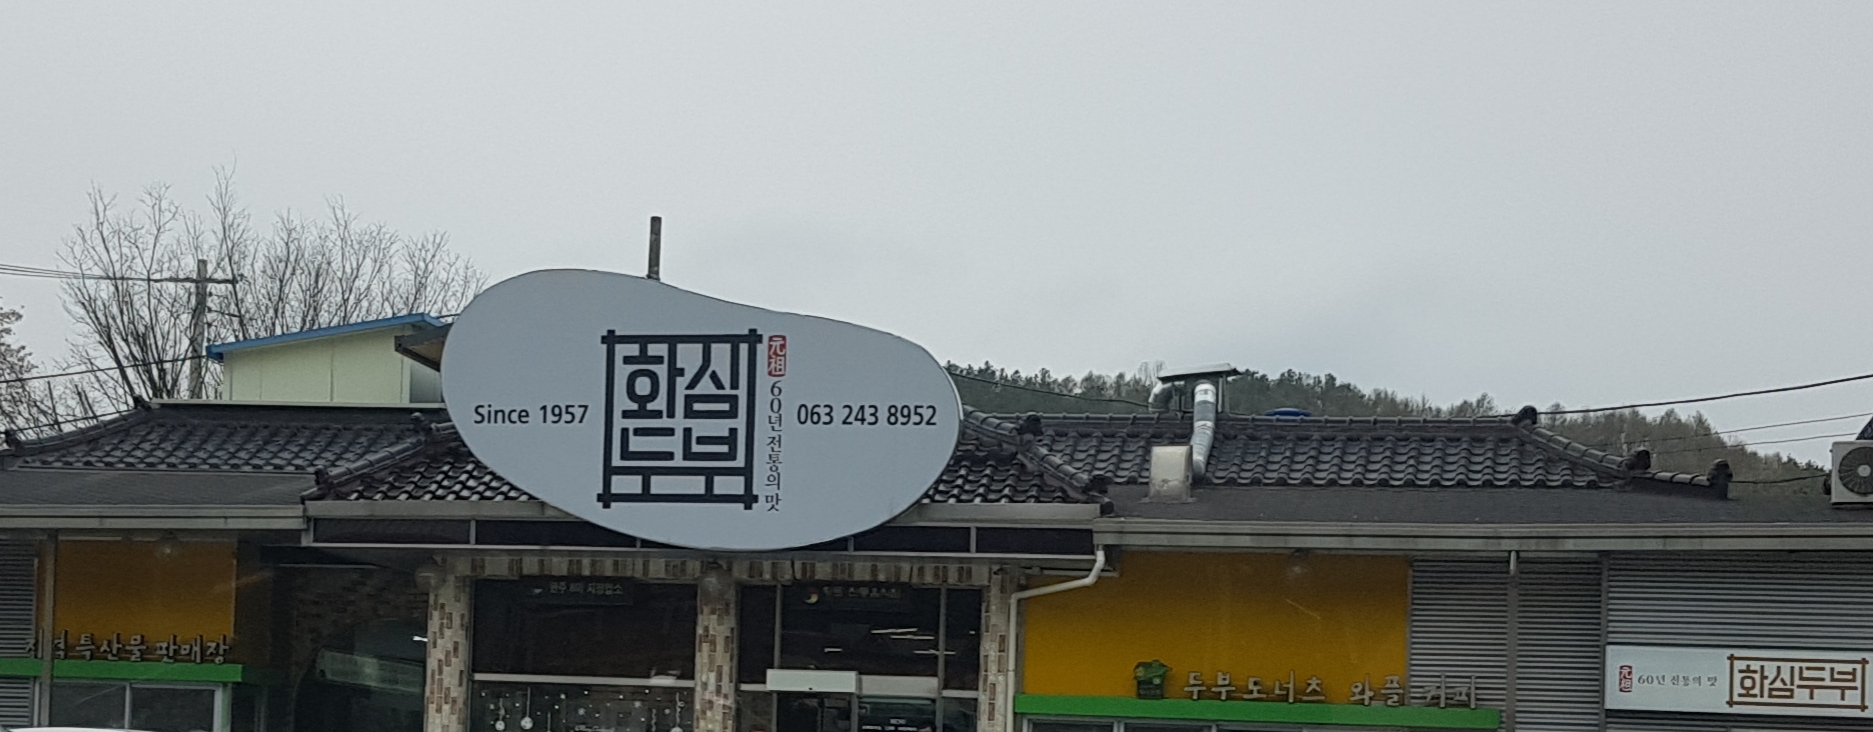 Since 1957
화심
두부
元祖
60년 전통의 맛
063 243 8952
지역특산물판매장
두부도너츠 와플 커피
元祖
60년 전통의 맛
화심두부